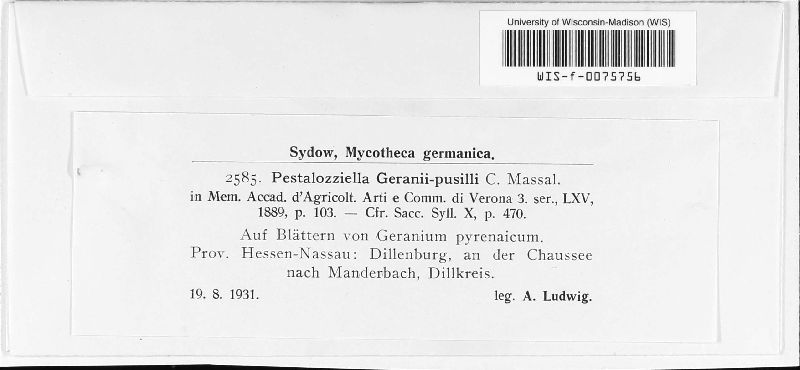 University of Wisconsin-Madison (WIS)
WIS-f-0075756
Sydow, Mycotheca germanica.
2585. Pestalozziella Geranii-pusilli C. Massal.
in Mem. Accad. d'Agricolt. Arti e Comm. di Verona 3. ser., LXV,
1889, p. 103. — Cfr. Sacc. Syll. X, p. 470.
Auf Blättern von Geranium pyrenaicum.
Prov. Hessen-Nassau: Dillenburg, an der Chaussee
nach Manderbach, Dillkreis.
19. 8. 1931. leg. A. Ludwig.